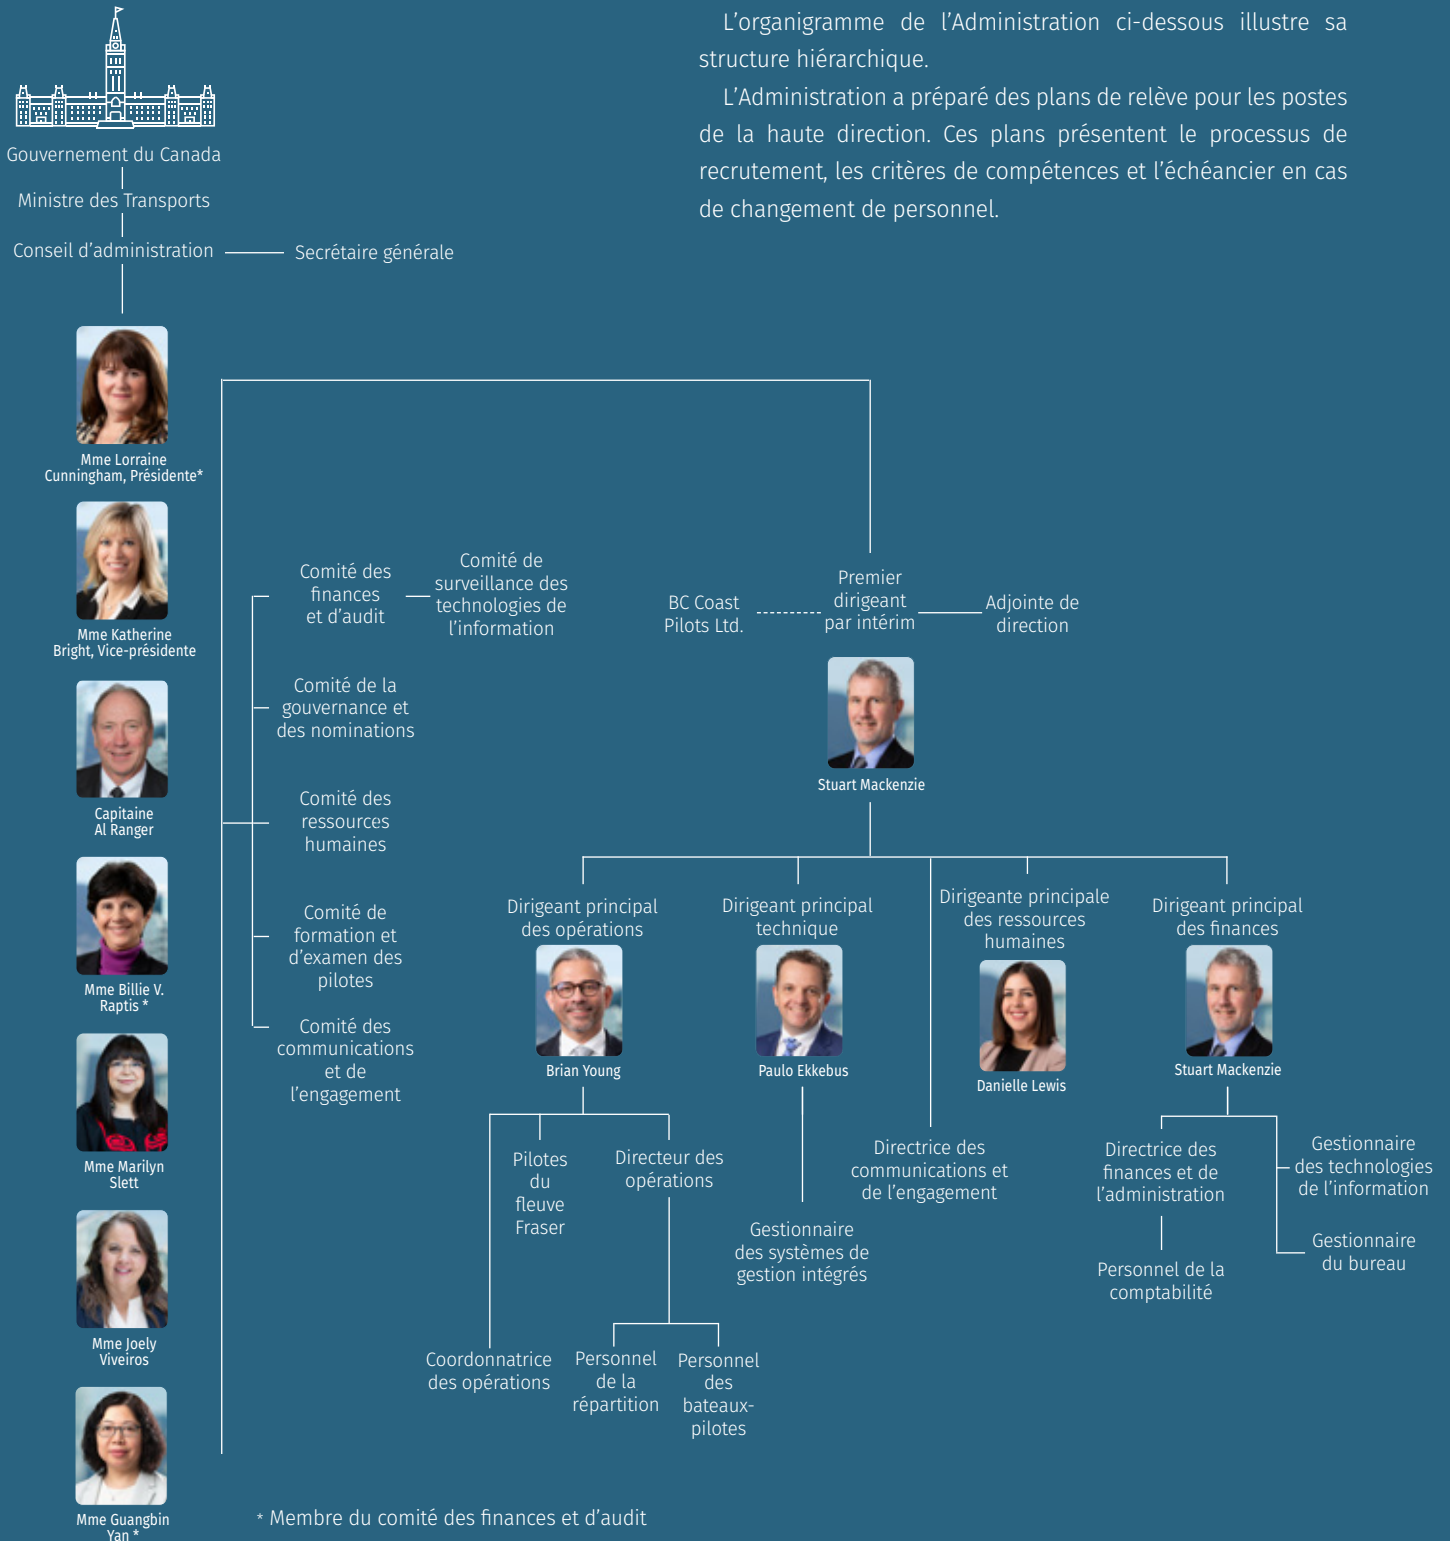 L'organigramme de l'Administration ci-dessous illustre sa
structure hiérarchique.
L'Administration a préparé des plans de relève pour les postes
de la haute direction. Ces plans présentent le processus de
recrutement, les critères de compétences et l'échéancier en cas
de changement de personnel.
Gouvernement du Canada
Ministre des Transports
Conseil d'administration
Secrétaire générale
Mme Lorraine
Cunningham, Présidente*
Mme Katherine
Bright, Vice-présidente
Capitaine
Al Ranger
Mme Billie V.
Raptis *
Mme Marilyn
Slett
Mme Joely
Viveiros
Mme Guangbin
Yan *
Comité des
finances
et d'audit
Comité de
surveillance des
technologies de
l'information
Comité de la
gouvernance et
des nominations
Comité des
ressources
humaines
Comité de
formation et
d'examen des
pilotes
Comité des
communications
et de
l'engagement
BC Coast
Pilots Ltd.
Premier
dirigeant
par intérim
Adjointe de
direction
Stuart Mackenzie
Dirigeant principal
des opérations
Brian Young
Dirigeant principal
technique
Paulo Ekkebus
Dirigeante principale
des ressources
humaines
Danielle Lewis
Dirigeant principal
des finances
Stuart Mackenzie
Pilotes
du
fleuve
Fraser
Directeur des
opérations
Coordonnatrice
des opérations
Personnel
de la
répartition
Personnel
des
bateaux-
pilotes
Gestionnaire
des systèmes de
gestion intégrés
Directrice des
communications et
de l'engagement
Directrice des
finances et de
l'administration
Personnel de la
comptabilité
Gestionnaire
des technologies
de l'information
Gestionnaire
du bureau
* Membre du comité des finances et d'audit